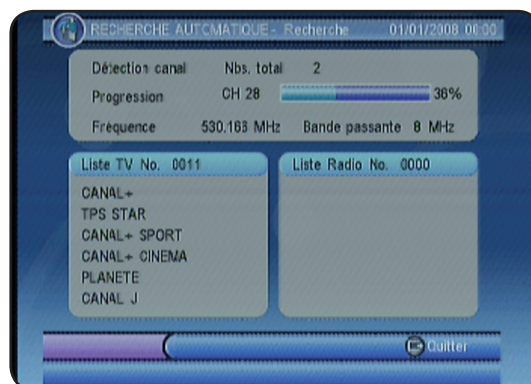 RECHERCHE AUTOMATIQUE - Recherche 01/01/2008 00:00
Détection canal Nbs. total 2
Progression CH 28 36%
Fréquence 530.166 MHz Bande passante 8 MHz
Liste TV No. 0011 Liste Radio No. 0000
CANAL+
TPS STAR
CANAL+ SPORT
CANAL+ CINEMA
PLANETE
CANAL J
Quitter